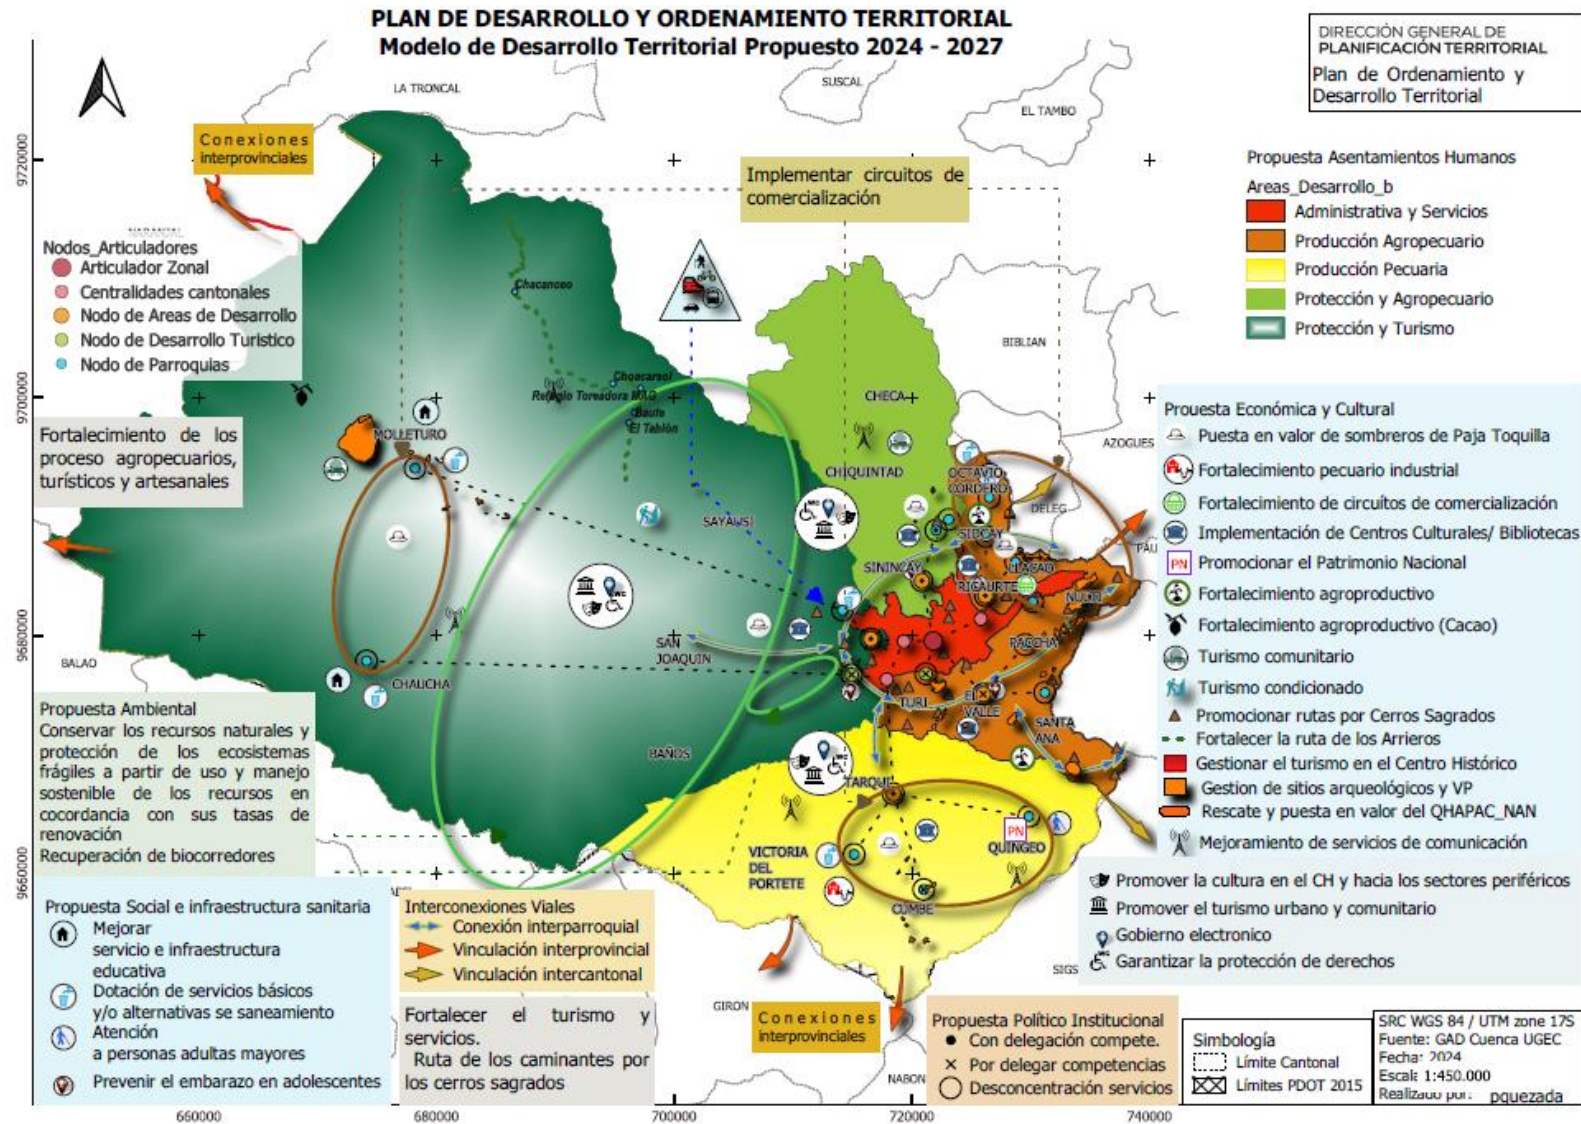 PLAN DE DESARROLLO Y ORDENAMIENTO TERRITORIAL
Modelo de Desarrollo Territorial Propuesto 2024 - 2027
DIRECCIÓN GENERAL DE
PLANIFICACIÓN TERRITORIAL
Plan de Ordenamiento y
Desarrollo Territorial
LA TRONCAL
SUSCAL
EL TAMBO
Conexiones
interprovinciales
Implementar circuitos de
comercialización
Nodos_Articuladores
Articulador Zonal
Centralidades cantonales
Nodo de Areas de Desarrollo
Nodo de Desarrollo Turistico
Nodo de Parroquias
Propuesta Asentamientos Humanos
Areas_Desarrollo_b
Administrativa y Servicios
Producción Agropecuario
Producción Pecuaria
Protección y Agropecuario
Protección y Turismo
Chacanceo
BIBLIAN
Choacarsol
Refugio Toreadora MAG
Baute
El Tablón
CHECA
AZOGUES
Fortalecimiento de los
proceso agropecuarios,
turísticos y artesanales
MOLLETURO
CHIQUINTAD
OCTAVIO
CORDERO
DELEG
SAYAUSI
SIDCAY
SININCAY
LLACAO
RICAURTE
NULTI
PACCHA
SAN
JOAQUIN
BALAO
CHAUCHA
TURI
EL
VALLE
SANTA
ANA
BAÑOS
TARQUI
PN
QUINGEO
VICTORIA
DEL
PORTETE
CUMBE
GIRON
NABON
Prouesta Económica y Cultural
Puesta en valor de sombreros de Paja Toquilla
Fortalecimiento pecuario industrial
Fortalecimiento de circuítos de comercialización
Implementación de Centros Culturales/ Bibliotecas
PN Promocionar el Patrimonio Nacional
Fortalecimiento agroproductivo
Fortalecimiento agroproductivo (Cacao)
Turismo comunitario
Turismo condicionado
Promocionar rutas por Cerros Sagrados
Fortalecer la ruta de los Arrieros
Gestionar el turismo en el Centro Histórico
Gestion de sitios arqueológicos y VP
Rescate y puesta en valor del QHAPAC_NAN
Mejoramiento de servicios de comunicación
Promover la cultura en el CH y hacia los sectores periféricos
Promover el turismo urbano y comunitario
Gobierno electronico
Garantizar la protección de derechos
Propuesta Ambiental
Conservar los recursos naturales y
protección de los ecosistemas
frágiles a partir de uso y manejo
sostenible de los recursos en
cocordancia con sus tasas de
renovación
Recuperación de biocorredores
Propuesta Social e infraestructura sanitaria
Mejorar
servicio e infraestructura
educativa
Dotación de servicios básicos
y/o alternativas se saneamiento
Atención
a personas adultas mayores
Prevenir el embarazo en adolescentes
Interconexiones Viales
Conexión interparroquial
Vinculación interprovincial
Vinculación intercantonal
Fortalecer el turismo y
servicios.
Ruta de los caminantes por
los cerros sagrados
Conexiones
interprovinciales
Propuesta Político Institucional
Con delegación compete.
Por delegar competencias
Desconcentración servicios
Simbología
Límite Cantonal
Límites PDOT 2015
SRC WGS 84 / UTM zone 17S
Fuente: GAD Cuenca UGEC
Fecha: 2024
Escala: 1:450.000
Realizado por: pquezada
9720000
9700000
9680000
9660000
660000 680000 700000 720000 740000